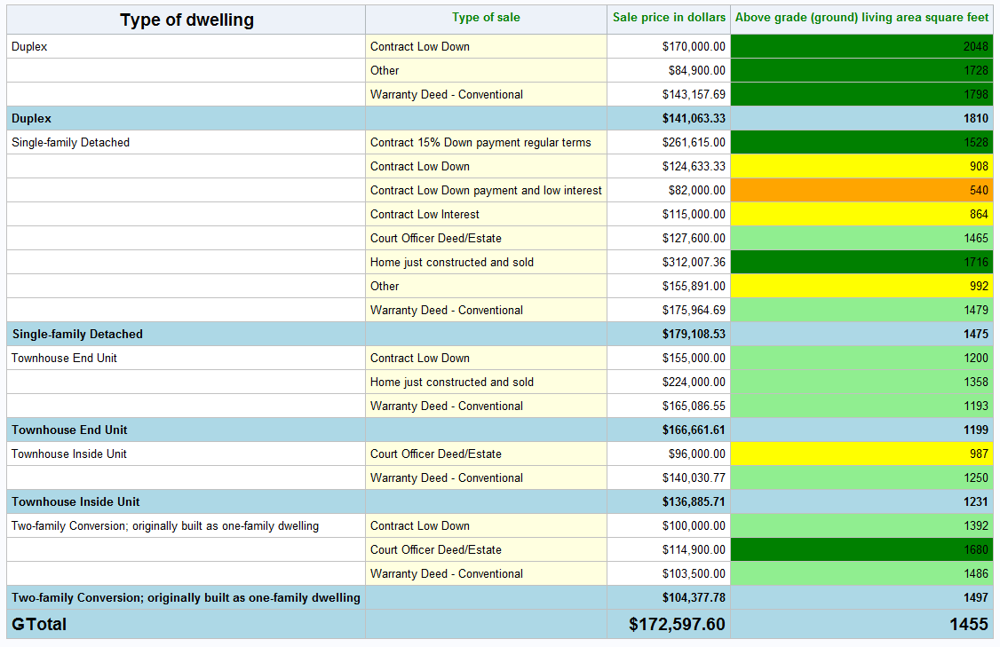 Type of dwelling Type of sale Sale price in dollars Above grade (ground) living area square feet
Duplex Contract Low Down $170,000.00 2048
Other $84,900.00 1728
Warranty Deed - Conventional $143,157.69 1798
Duplex $141,063.33 1810
Single-family Detached Contract 15% Down payment regular terms $261,615.00 1528
Contract Low Down $124,633.33 908
Contract Low Down payment and low interest $82,000.00 540
Contract Low Interest $115,000.00 864
Court Officer Deed/Estate $127,600.00 1465
Home just constructed and sold $312,007.36 1716
Other $155,891.00 992
Warranty Deed - Conventional $175,964.69 1479
Single-family Detached $179,108.53 1475
Townhouse End Unit Contract Low Down $155,000.00 1200
Home just constructed and sold $224,000.00 1358
Warranty Deed - Conventional $165,086.55 1193
Townhouse End Unit $166,661.61 1199
Townhouse Inside Unit Court Officer Deed/Estate $96,000.00 987
Warranty Deed - Conventional $140,030.77 1250
Townhouse Inside Unit $136,885.71 1231
Two-family Conversion; originally built as one-family dwelling Contract Low Down $100,000.00 1392
Court Officer Deed/Estate $114,900.00 1680
Warranty Deed - Conventional $103,500.00 1486
Two-family Conversion; originally built as one-family dwelling $104,377.78 1497
GTotal $172,597.60 1455